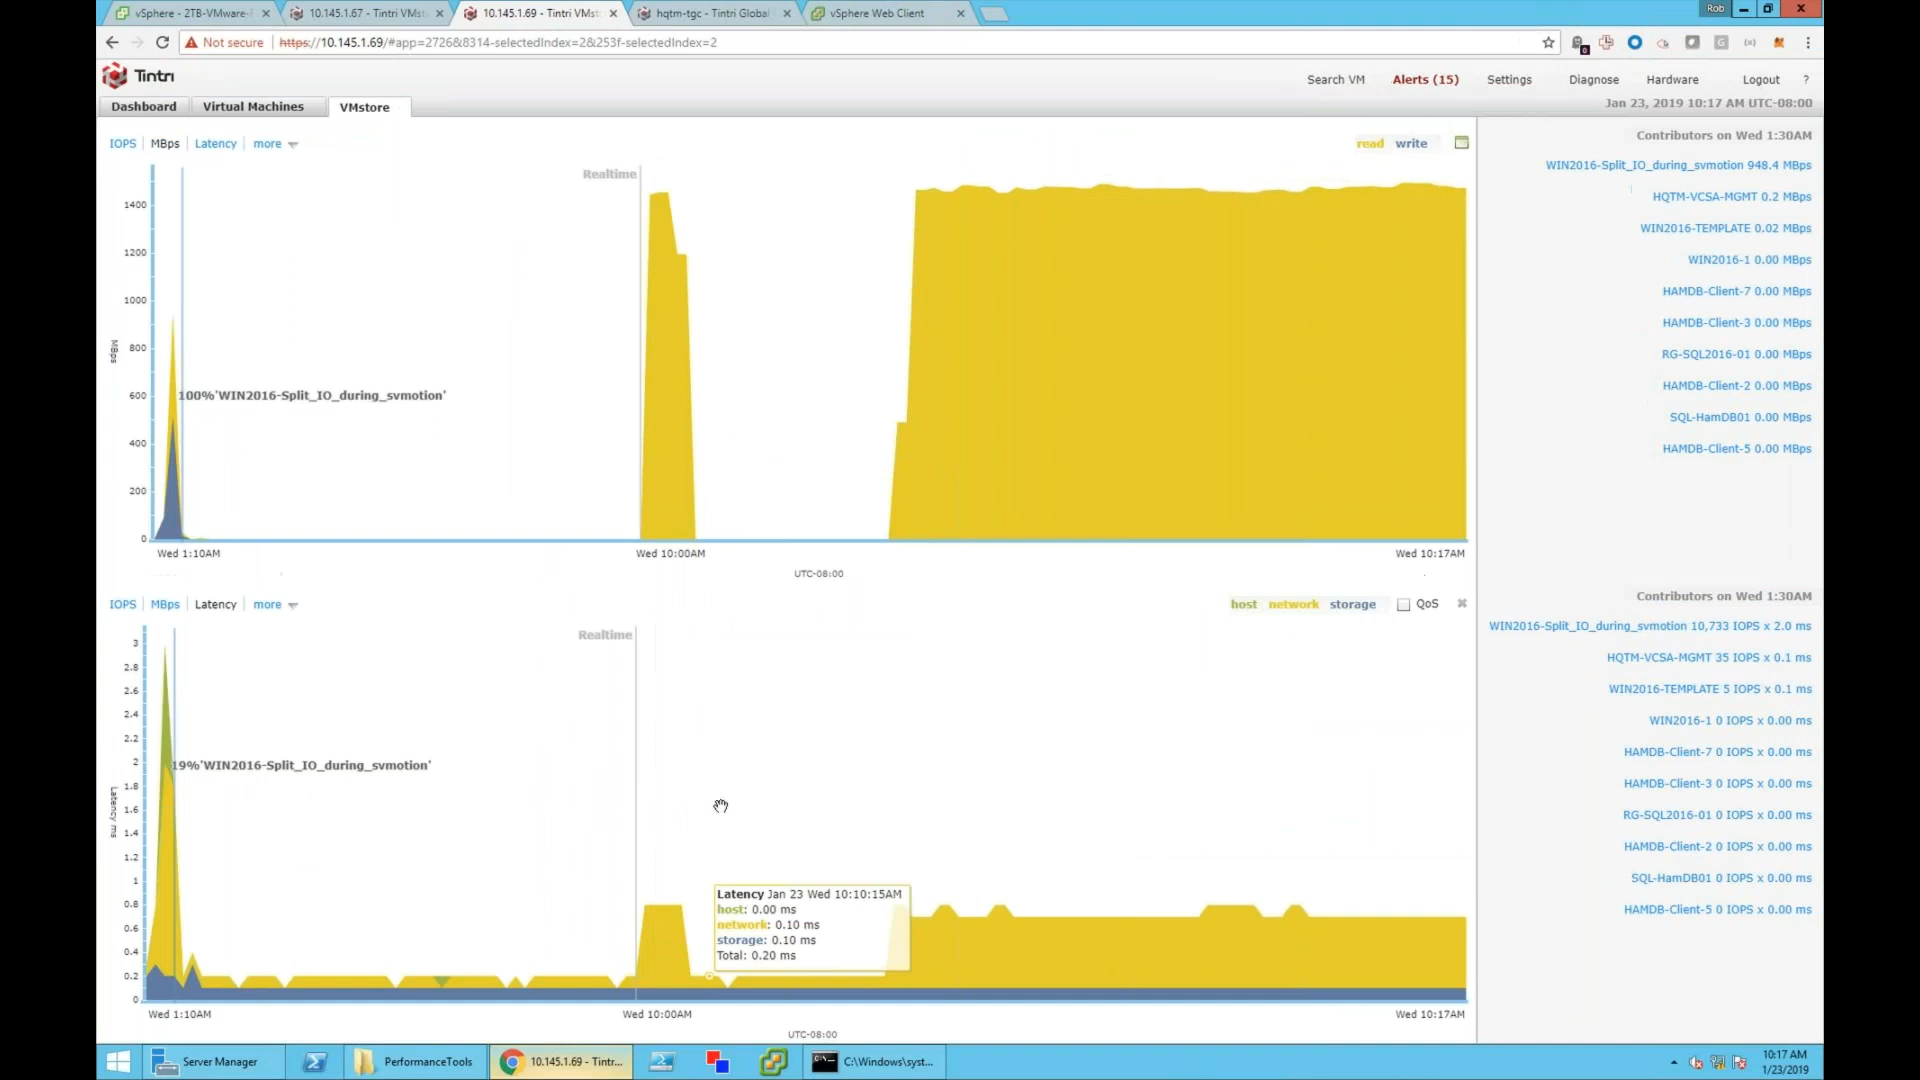 vSphere - 2TB-VMware-
10.145.1.67 - Tintri VMst
10.145.1.69 - Tintri VMst
hqtm-tgc - Tintri Global
vSphere Web Client
Rob
Not secure
https://10.145.1.69/#app=2726&8314-selectedIndex=2&253f-selectedIndex=2
Tintri
Search VM
Alerts (15)
Settings
Diagnose
Hardware
Logout
?
Dashboard
Virtual Machines
VMstore
Jan 23, 2019 10:17 AM UTC-08:00
IOPS
MBps
Latency
more
read
write
Realtime
1400
1200
1000
800
600
400
200
0
MBps
100%'WIN2016-Split_IO_during_svmotion'
Wed 1:10AM
Wed 10:00AM
Wed 10:17AM
UTC-08:00
Contributors on Wed 1:30AM
WIN2016-Split_IO_during_svmotion 948.4 MBps
HQTM-VCSA-MGMT 0.2 MBps
WIN2016-TEMPLATE 0.02 MBps
WIN2016-1 0.00 MBps
HAMDB-Client-7 0.00 MBps
HAMDB-Client-3 0.00 MBps
RG-SQL2016-01 0.00 MBps
HAMDB-Client-2 0.00 MBps
SQL-HamDB01 0.00 MBps
HAMDB-Client-5 0.00 MBps
IOPS
MBps
Latency
more
host
network
storage
QoS
Realtime
3
2.8
2.6
2.4
2.2
2
1.8
1.6
1.4
1.2
1
0.8
0.6
0.4
0.2
0
Latency ms
19%'WIN2016-Split_IO_during_svmotion'
Latency Jan 23 Wed 10:10:15AM
host: 0.00 ms
network: 0.10 ms
storage: 0.10 ms
Total: 0.20 ms
Wed 1:10AM
Wed 10:00AM
Wed 10:17AM
UTC-08:00
Contributors on Wed 1:30AM
WIN2016-Split_IO_during_svmotion 10,733 IOPS x 2.0 ms
HQTM-VCSA-MGMT 35 IOPS x 0.1 ms
WIN2016-TEMPLATE 5 IOPS x 0.1 ms
WIN2016-1 0 IOPS x 0.00 ms
HAMDB-Client-7 0 IOPS x 0.00 ms
HAMDB-Client-3 0 IOPS x 0.00 ms
RG-SQL2016-01 0 IOPS x 0.00 ms
HAMDB-Client-2 0 IOPS x 0.00 ms
SQL-HamDB01 0 IOPS x 0.00 ms
HAMDB-Client-5 0 IOPS x 0.00 ms
Server Manager
PerformanceTools
10.145.1.69 - Tintr...
C:\Windows\syst...
10:17 AM
1/23/2019